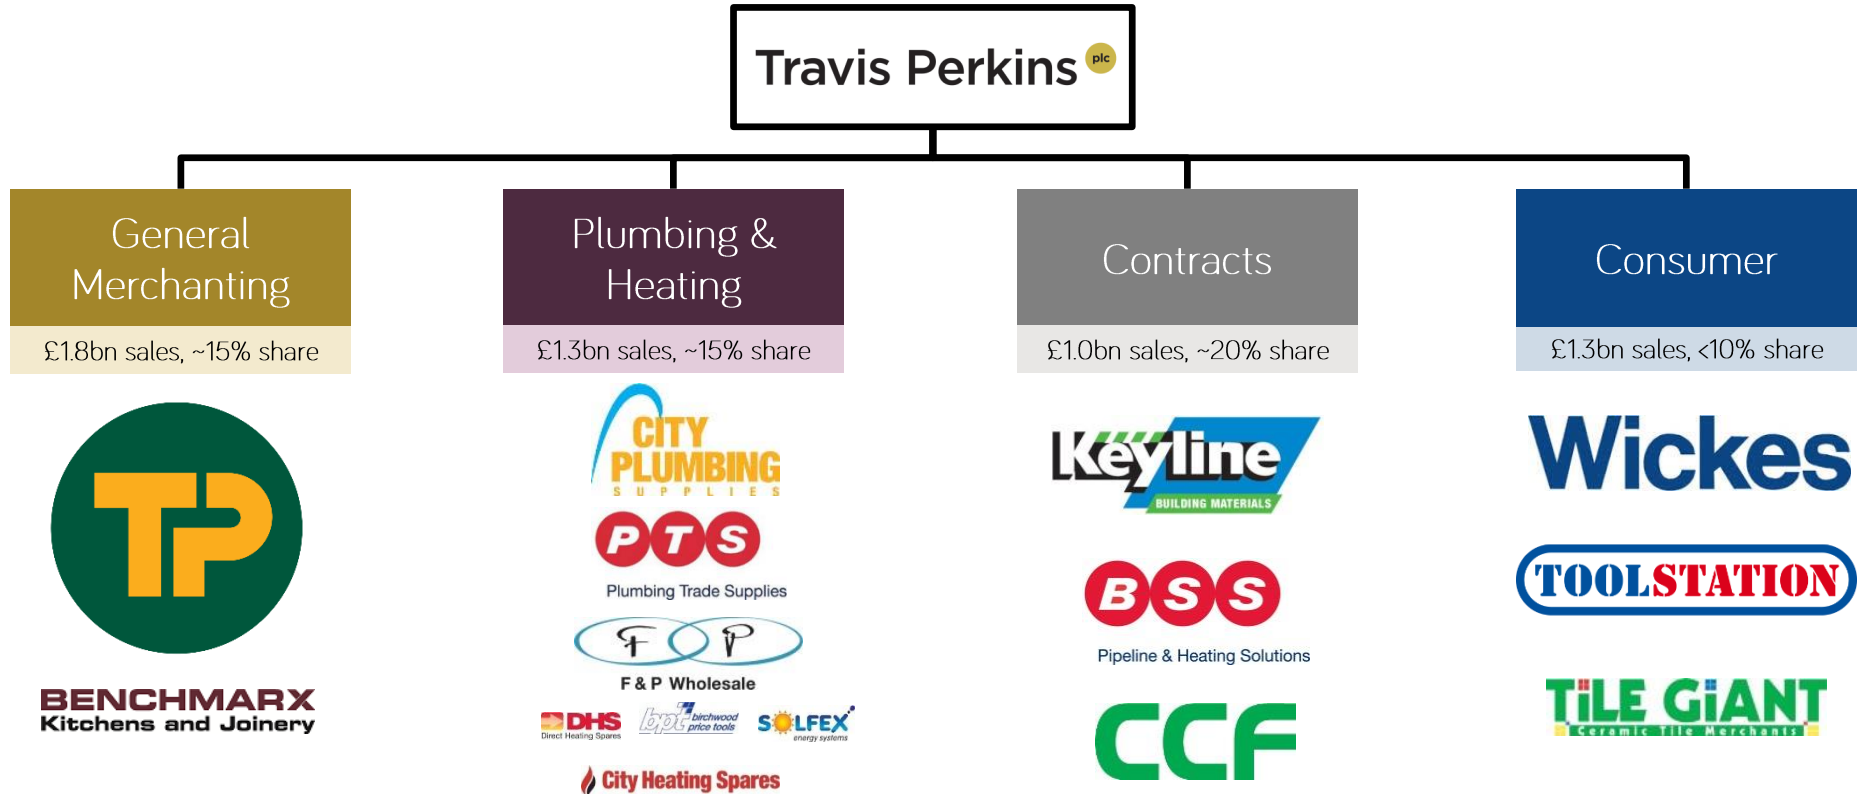 Travis Perkins plc
General
Merchanting
£1.8bn sales, ~15% share
TP
BENCHMARX
Kitchens and Joinery
Plumbing &
Heating
£1.3bn sales, ~15% share
CITY
PLUMBING
SUPPLIES
PTS
Plumbing Trade Supplies
F P
F & P Wholesale
DHS
Direct Heating Spares
bpt birchwood
price tools
SOLFEX
energy systems
City Heating Spares
Contracts
£1.0bn sales, ~20% share
Keyline
BUILDING MATERIALS
BSS
Pipeline & Heating Solutions
CCF
Consumer
£1.3bn sales, <10% share
Wickes
TOOLSTATION
TiLE GiANT
Ceramic Tile Merchants